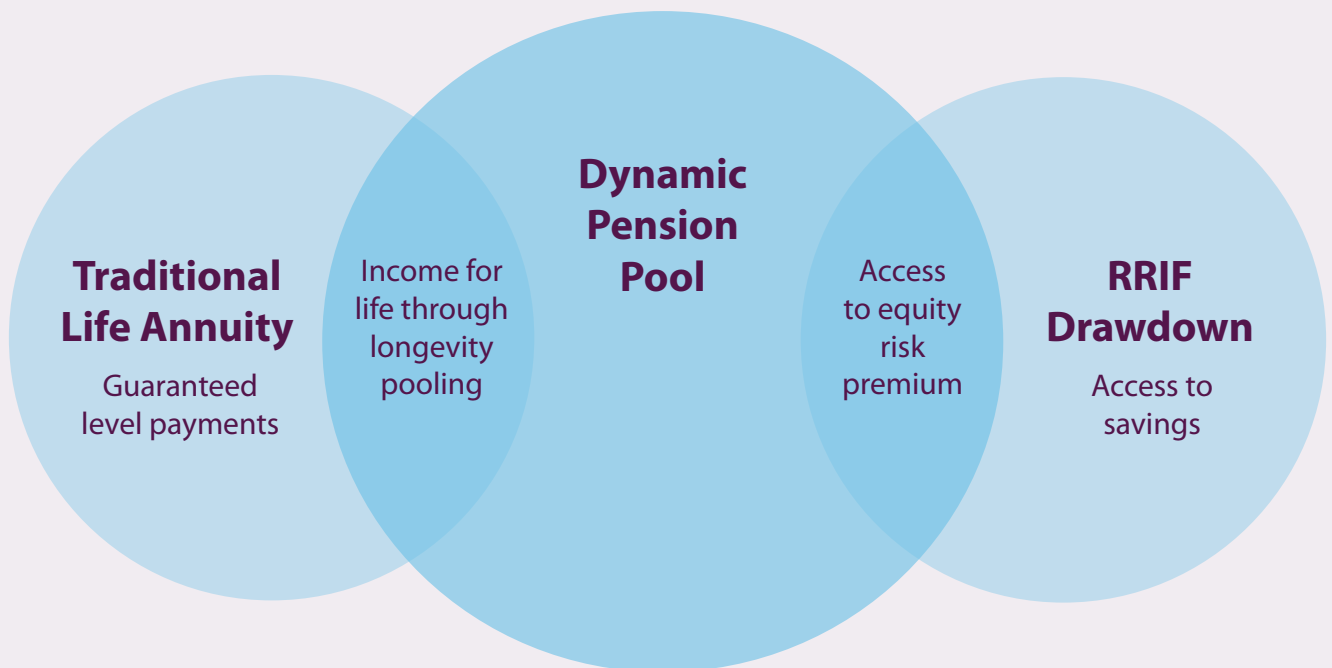 Traditional
Life Annuity
Guaranteed
level payments
Income for
life through
longevity
pooling
Dynamic
Pension
Pool
Access
to equity
risk
premium
RRIF
Drawdown
Access to
savings